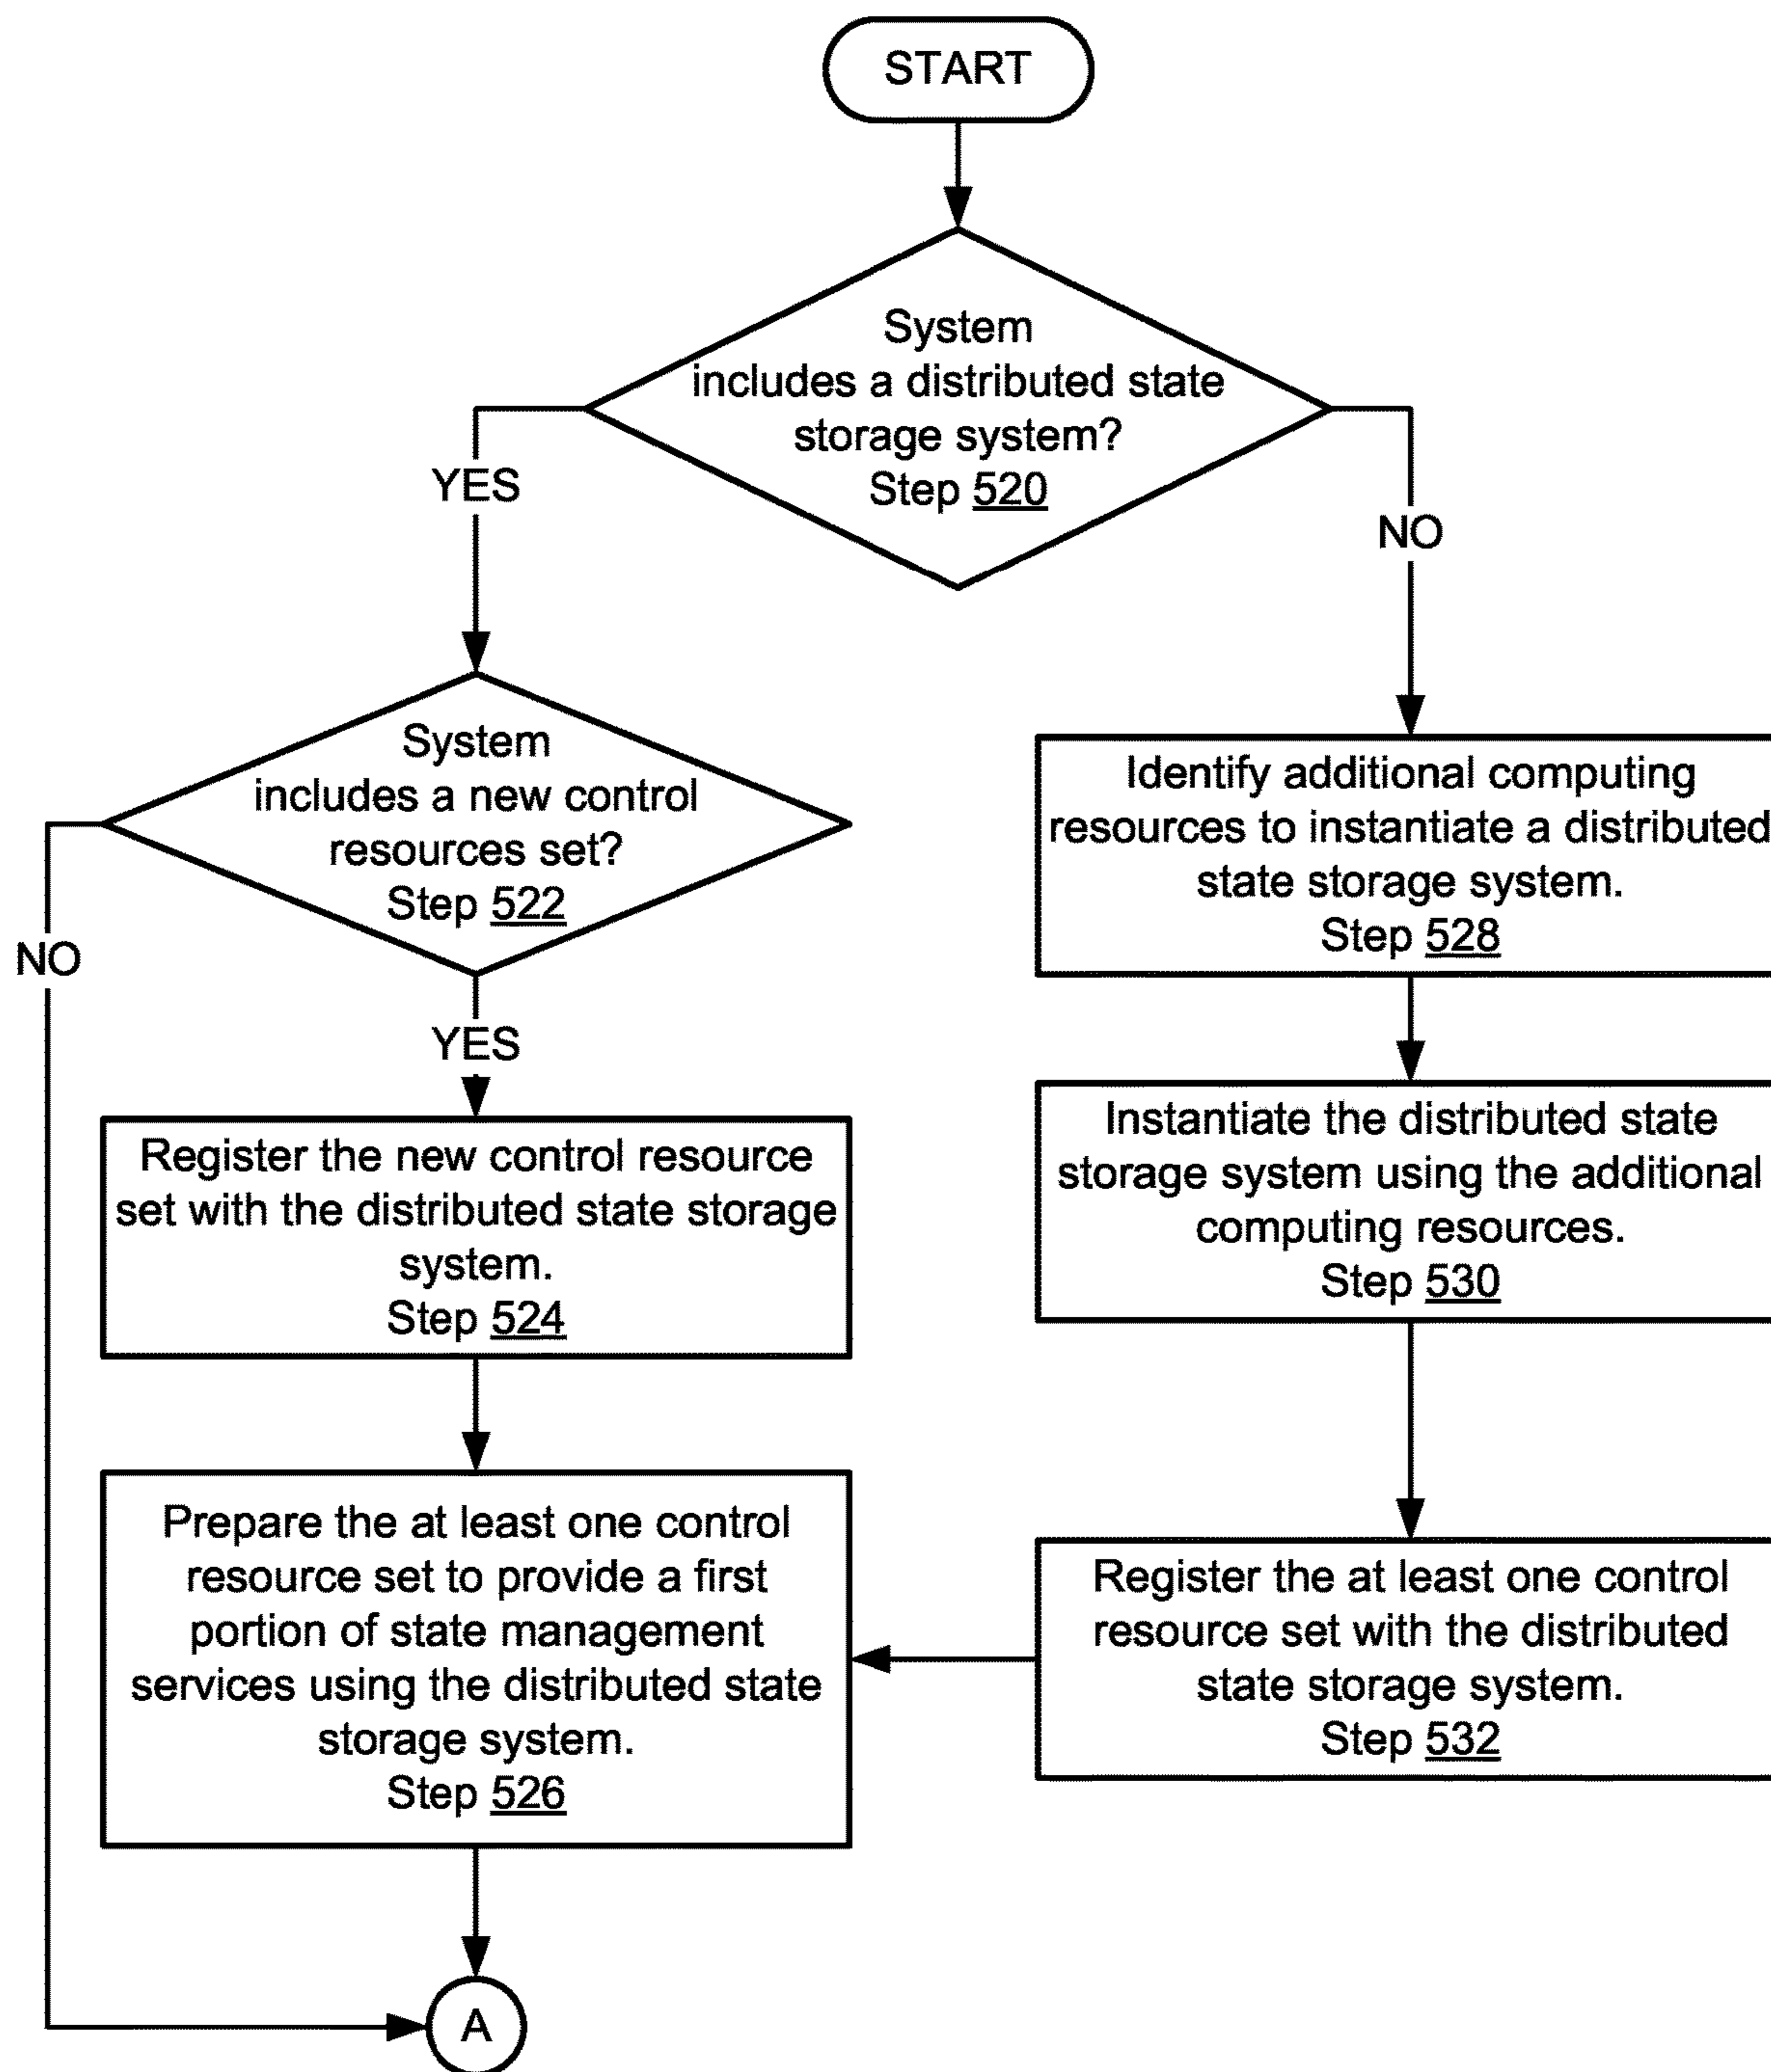 START
System
includes a distributed state
storage system?
Step 520
YES
NO
System
includes a new control
resources set?
Step 522
NO
YES
Identify additional computing
resources to instantiate a distributed
state storage system.
Step 528
Register the new control resource
set with the distributed state storage
system.
Step 524
Instantiate the distributed state
storage system using the additional
computing resources.
Step 530
Prepare the at least one control
resource set to provide a first
portion of state management
services using the distributed state
storage system.
Step 526
Register the at least one control
resource set with the distributed
state storage system.
Step 532
A